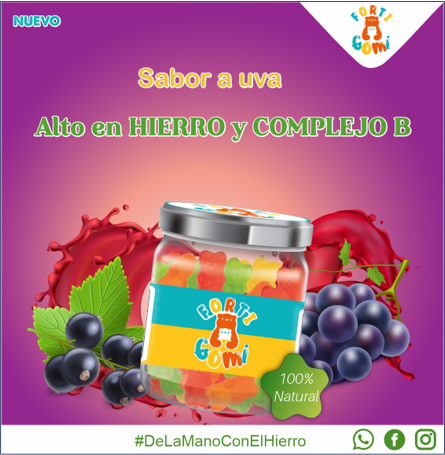 NUEVO
FORTI
GOMi
Sabor a uva
Alto en HIERRO y COMPLEJO B
FORTI
GOMi
100%
Natural
#DeLaManoConElHierro